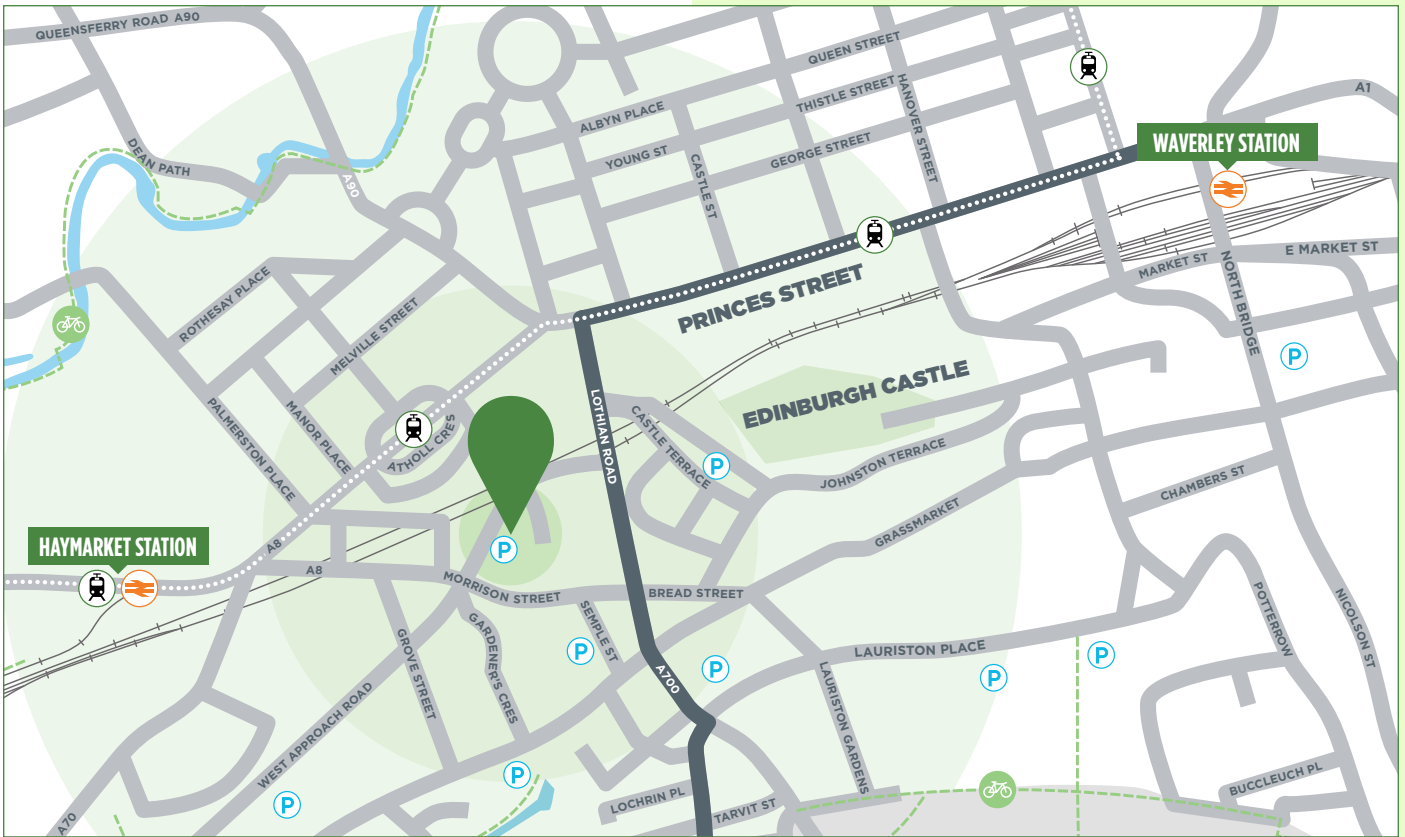 QUEENSFERRY ROAD A90
QUEEN STREET
THISTLE STREET
HANOVER STREET
A1
ALBYN PLACE
WAVERLEY STATION
DEAN PATH
YOUNG ST
GEORGE STREET
A90
CASTLE ST
E MARKET ST
MARKET ST
NORTH BRIDGE
ROTHESAY PLACE
PRINCES STREET
MELVILLE STREET
P
EDINBURGH CASTLE
LOTHIAN ROAD
PALMERSTON PLACE
MANOR PLACE
ATHOLL CRES
CASTLE TERRACE
P
JOHNSTON TERRACE
CHAMBERS ST
GRASSMARKET
HAYMARKET STATION
A8
P
A8
MORRISON STREET
BREAD STREET
SEMPLE ST
GARDENER'S CRES
GROVE STREET
POTTERROW
NICOLSON ST
P
LAURISTON PLACE
P
P
P
A700
LAURISTON GARDENS
WEST APPROACH ROAD
P
P
LOCHRIN PL
TARVIT ST
BUCCLEUCH PL
A70